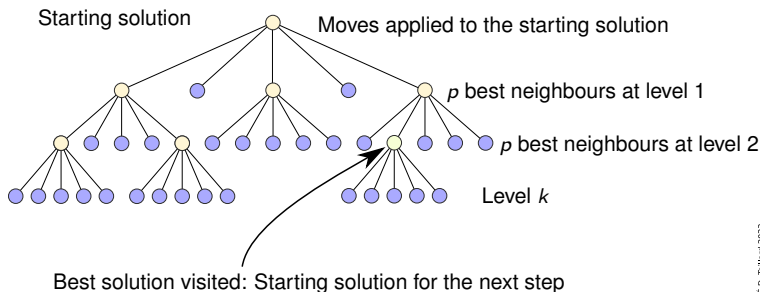 Starting solution
Moves applied to the starting solution
p best neighbours at level 1
p best neighbours at level 2
Level k
Best solution visited: Starting solution for the next step